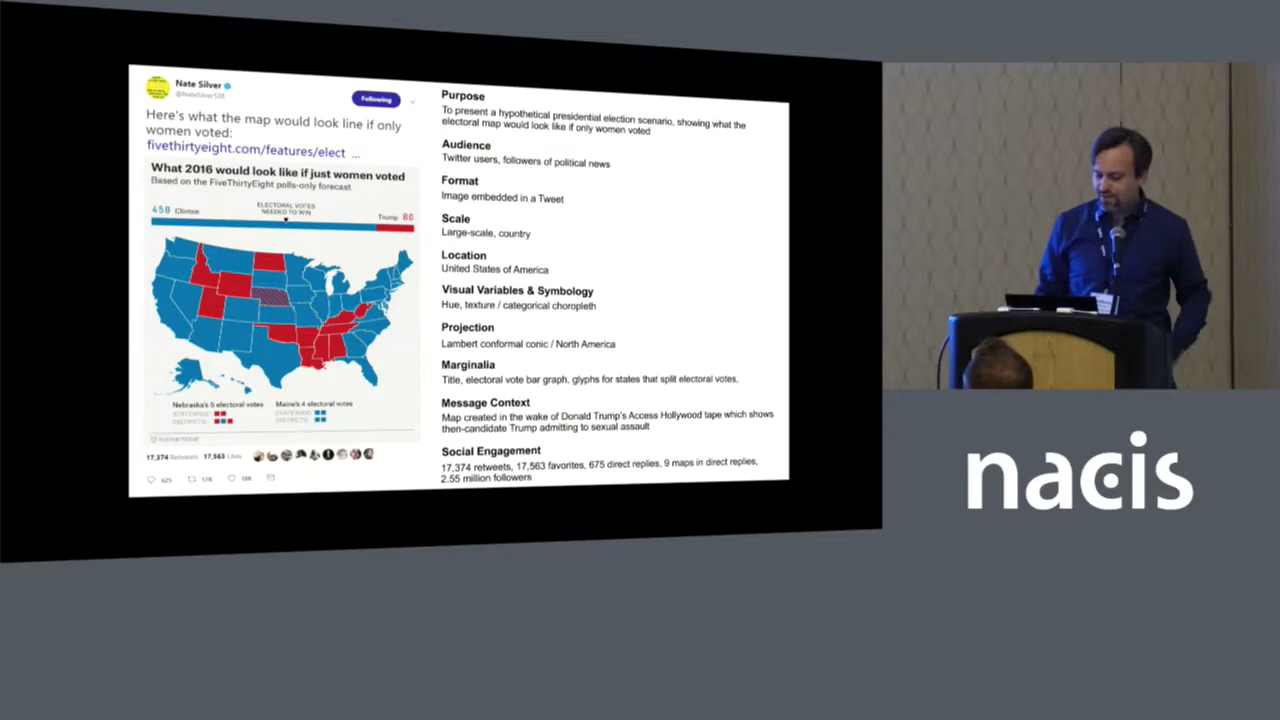 Nate Silver
@NateSilver538
Following
Here's what the map would look line if only
women voted:
fivethirtyeight.com/features/elect ...
What 2016 would look like if just women voted
Based on the FiveThirtyEight polls-only forecast
ELECTORAL VOTES
NEEDED TO WIN
458 Clinton
Trump 80
Nebraska's 5 electoral votes
STATEWIDE:
DISTRICTS:
Maine's 4 electoral votes
STATEWIDE:
DISTRICTS:
FIVETHIRTYEIGHT
17,374 Retweets 17,563 Likes
17K
18K
Purpose
To present a hypothetical presidential election scenario, showing what the
electoral map would look like if only women voted
Audience
Twitter users, followers of political news
Format
Image embedded in a Tweet
Scale
Large-scale, country
Location
United States of America
Visual Variables & Symbology
Hue, texture / categorical choropleth
Projection
Lambert conformal conic / North America
Marginalia
Title, electoral vote bar graph, glyphs for states that split electoral votes,
Message Context
Map created in the wake of Donald Trump's Access Hollywood tape which shows
then-candidate Trump admitting to sexual assault
Social Engagement
17,374 retweets, 17,563 favorites, 675 direct replies, 9 maps in direct replies,
2.55 million followers
nacis